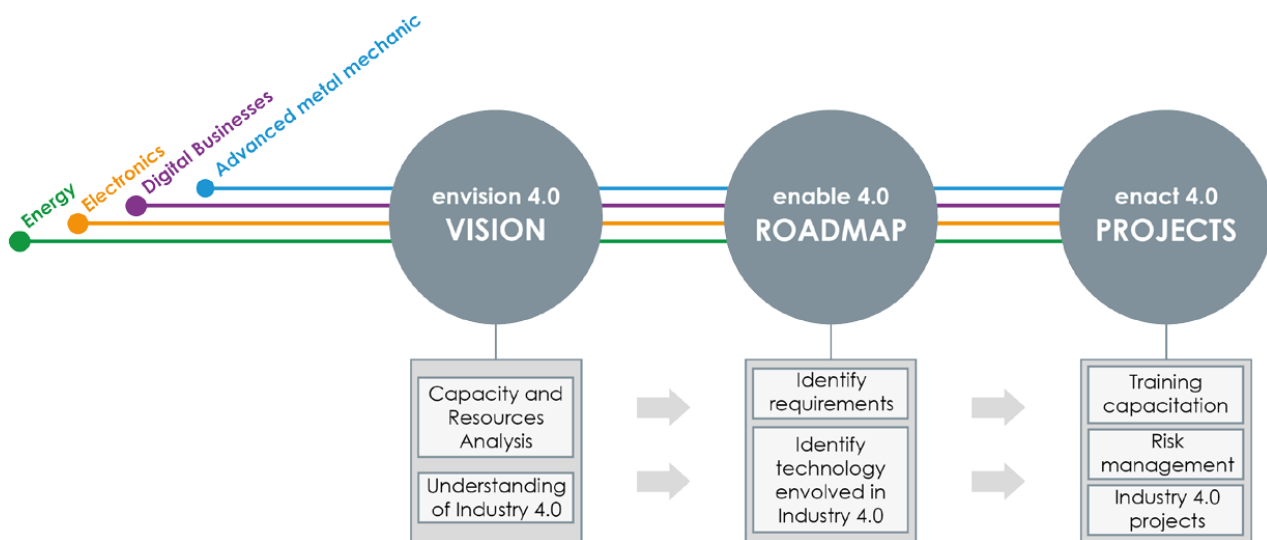 Energy
Electronics
Digital Businesses
Advanced metal mechanic
envision 4.0
VISION
enable 4.0
ROADMAP
enact 4.0
PROJECTS
Capacity and
Resources
Analysis
Understanding
of Industry 4.0
Identify
requirements
Identify
technology
envolved in
Industry 4.0
Training
capacitation
Risk
management
Industry 4.0
projects